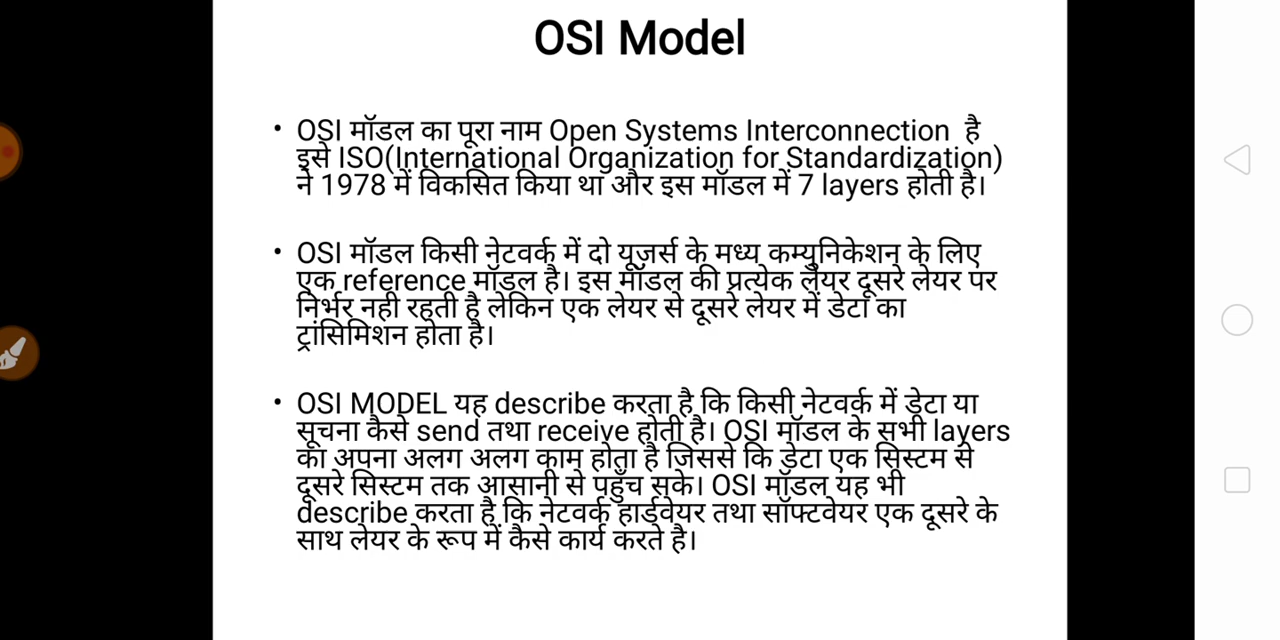 OSI Model
• OSI मॉडल का पूरा नाम Open Systems Interconnection है
इसे ISO(International Organization for Standardization)
ने 1978 में विकसित किया था और इस मॉडल में 7 layers होती है।
• OSI मॉडल किसी नेटवर्क में दो यूजर्स के मध्य कम्युनिकेशन के लिए
एक reference मॉडल है। इस मॉडल की प्रत्येक लेयर दूसरे लेयर पर
निर्भर नही रहती है लेकिन एक लेयर से दूसरे लेयर में डेटा का
ट्रांसिमिशन होता है।
• OSI MODEL यह describe करता है कि किसी नेटवर्क में डेटा या
सूचना कैसे send तथा receive होती है। OSI मॉडल के सभी layers
का अपना अलग अलग काम होता है जिससे कि डेटा एक सिस्टम से
दूसरे सिस्टम तक आसानी से पहुँच सके। OSI मॉडल यह भी
describe करता है कि नेटवर्क हार्डवेयर तथा सॉफ्टवेयर एक दूसरे के
साथ लेयर के रूप में कैसे कार्य करते है।